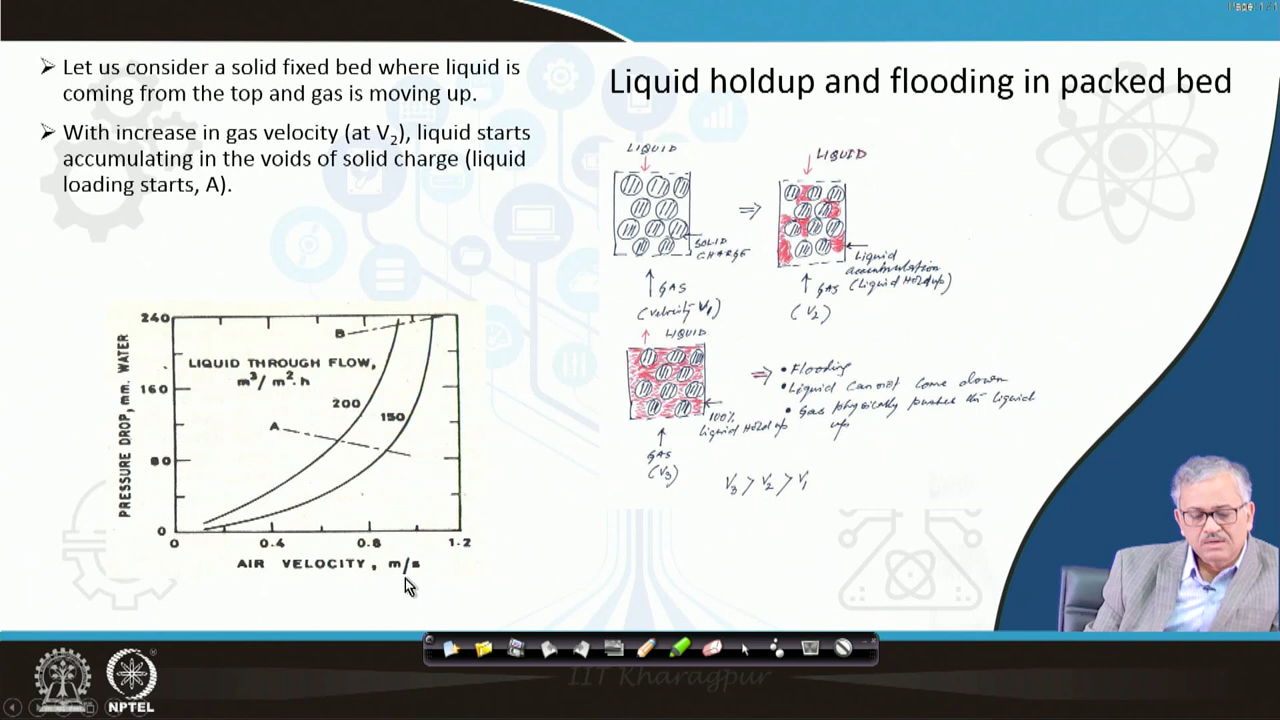 Page: 1/1
➢ Let us consider a solid fixed bed where liquid is
coming from the top and gas is moving up.
➢ With increase in gas velocity (at V2), liquid starts
accumulating in the voids of solid charge (liquid
loading starts, A).
Liquid holdup and flooding in packed bed
LIQUID
SOLID
CHARGE
GAS
(velocity V1)
LIQUID
Liquid
accumulation
(Liquid Holdup)
GAS
(V2)
LIQUID
100%
Liquid Holdup
GAS
(V3)
⇒ • Flooding
• Liquid cannot come down
• Gas physically pushes the liquid
up
V3 > V2 > V1
PRESSURE DROP, mm. WATER
240
160
80
0
B
LIQUID THROUGH FLOW,
m3/m2.h
200
150
A
0 0.4 0.8 1.2
AIR VELOCITY, m/s
NPTEL
IIT Kharagpur